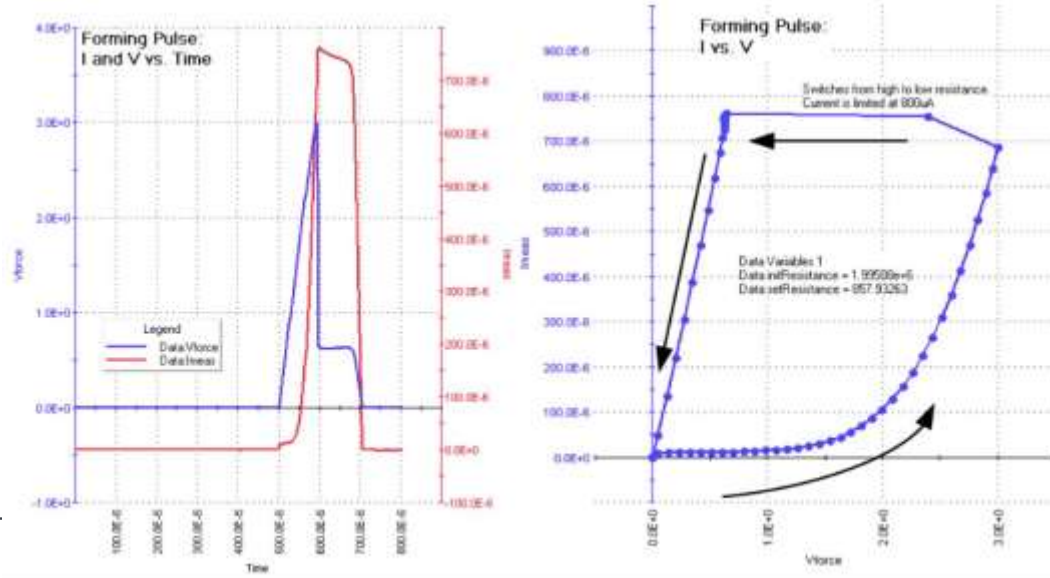 Forming Pulse:
I and V vs. Time
4.0E+0
3.0E+0
2.0E+0
1.0E+0
0.0E+0
-1.0E+0
Vforce
Legend
Data:Vforce
Data:Imeas
700.0E-6
600.0E-6
500.0E-6
400.0E-6
300.0E-6
200.0E-6
100.0E-6
0.0E+0
-100.0E-6
Imeas
100.0E-6
200.0E-6
300.0E-6
400.0E-6
500.0E-6
600.0E-6
700.0E-6
800.0E-6
Time
Forming Pulse:
I vs. V
900.0E-6
800.0E-6
700.0E-6
600.0E-6
500.0E-6
400.0E-6
300.0E-6
200.0E-6
100.0E-6
0.0E+0
Imeas
Switches from high to low resistance.
Current is limited at 800uA
Data Variables 1
Data:initResistance = 1.99508e+6
Data:setResistance = 857.93263
0.0E+0
1.0E+0
2.0E+0
3.0E+0
Vforce